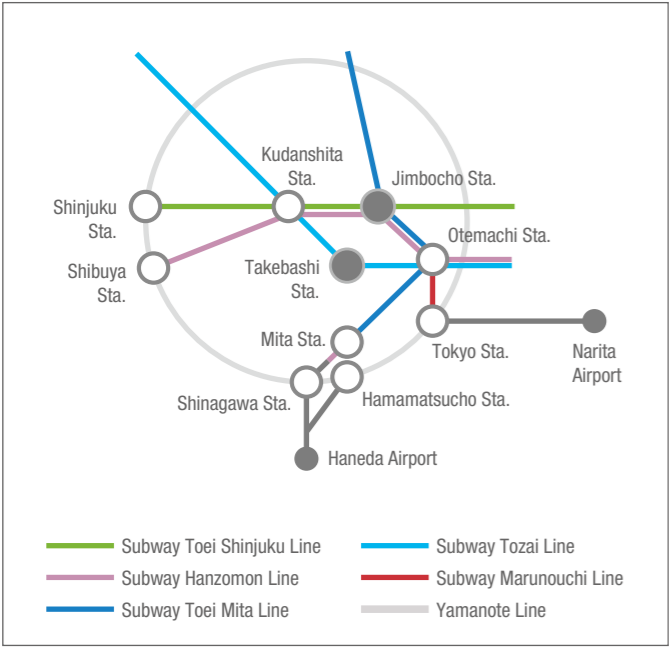 Kudanshita
Sta.
Jimbocho Sta.
Shinjuku
Sta.
Otemachi Sta.
Shibuya
Sta.
Takebashi
Sta.
Mita Sta.
Tokyo Sta.
Narita
Airport
Shinagawa Sta.
Hamamatsucho Sta.
Haneda Airport
Subway Toei Shinjuku Line
Subway Tozai Line
Subway Hanzomon Line
Subway Marunouchi Line
Subway Toei Mita Line
Yamanote Line